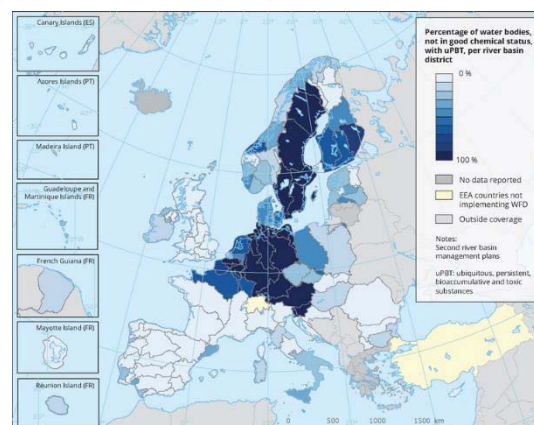 Canary Islands (ES)
Azores Islands (PT)
Madeira Island (PT)
Guadeloupe and
Martinique Islands (FR)
French Guiana (FR)
Mayotte Island (FR)
Réunion Island (FR)
Percentage of water bodies,
not in good chemical status,
with uPBT, per river basin
district
0 %
100 %
No data reported
EEA countries not
implementing WFD
Outside coverage
Notes:
Second river basin
management plans
uPBT: ubiquitous, persistent,
bioaccumulative and toxic
substances
0 500 1000 1500 km